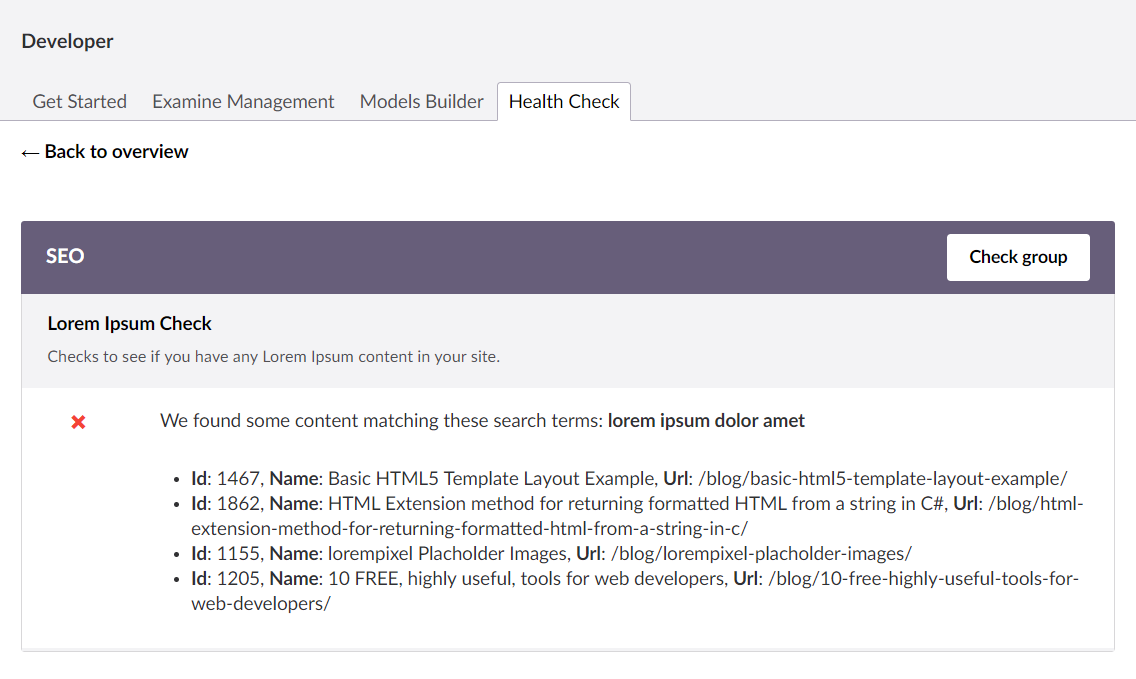 Developer
Get Started Examine Management Models Builder Health Check
← Back to overview
SEO Check group
Lorem Ipsum Check
Checks to see if you have any Lorem Ipsum content in your site.
We found some content matching these search terms: lorem ipsum dolor amet
• Id: 1467, Name: Basic HTML5 Template Layout Example, Url: /blog/basic-html5-template-layout-example/
• Id: 1862, Name: HTML Extension method for returning formatted HTML from a string in C#, Url: /blog/html-
extension-method-for-returning-formatted-html-from-a-string-in-c/
• Id: 1155, Name: lorempixel Placholder Images, Url: /blog/lorempixel-placholder-images/
• Id: 1205, Name: 10 FREE, highly useful, tools for web developers, Url: /blog/10-free-highly-useful-tools-for-
web-developers/